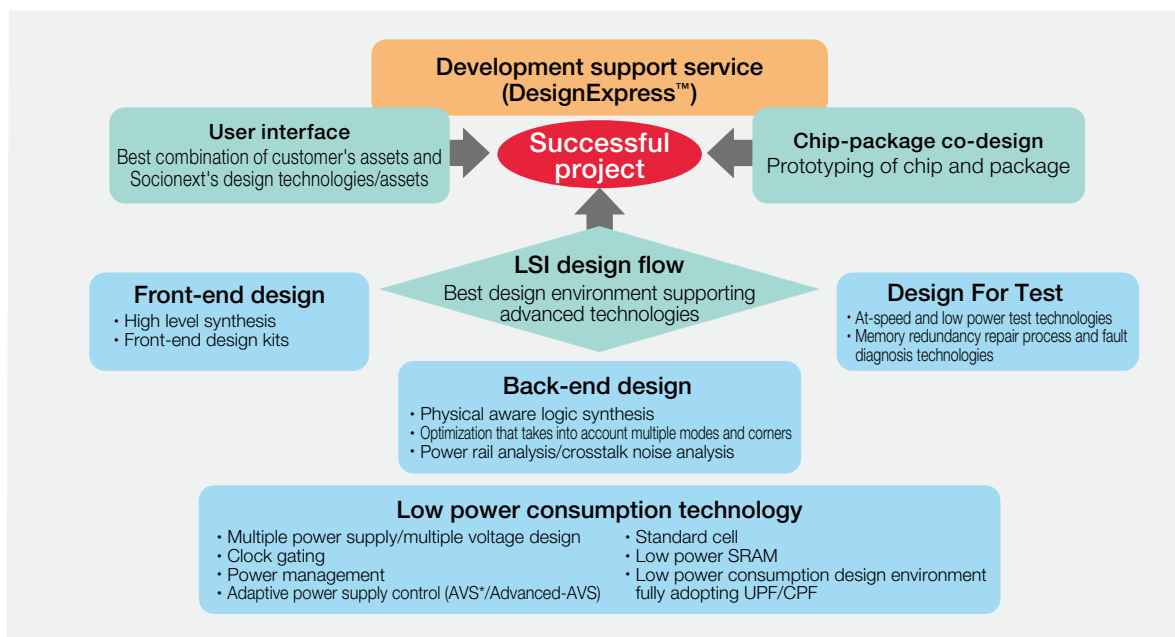 Development support service
(DesignExpress™)
User interface
Best combination of customer's assets and
Socionext's design technologies/assets
Successful
project
Chip-package co-design
Prototyping of chip and package
LSI design flow
Best design environment supporting
advanced technologies
Front-end design
・High level synthesis
・Front-end design kits
Design For Test
・At-speed and low power test technologies
・Memory redundancy repair process and fault
diagnosis technologies
Back-end design
・Physical aware logic synthesis
・Optimization that takes into account multiple modes and corners
・Power rail analysis/crosstalk noise analysis
Low power consumption technology
・Multiple power supply/multiple voltage design
・Clock gating
・Power management
・Adaptive power supply control (AVS*/Advanced-AVS)
・Standard cell
・Low power SRAM
・Low power consumption design environment
fully adopting UPF/CPF